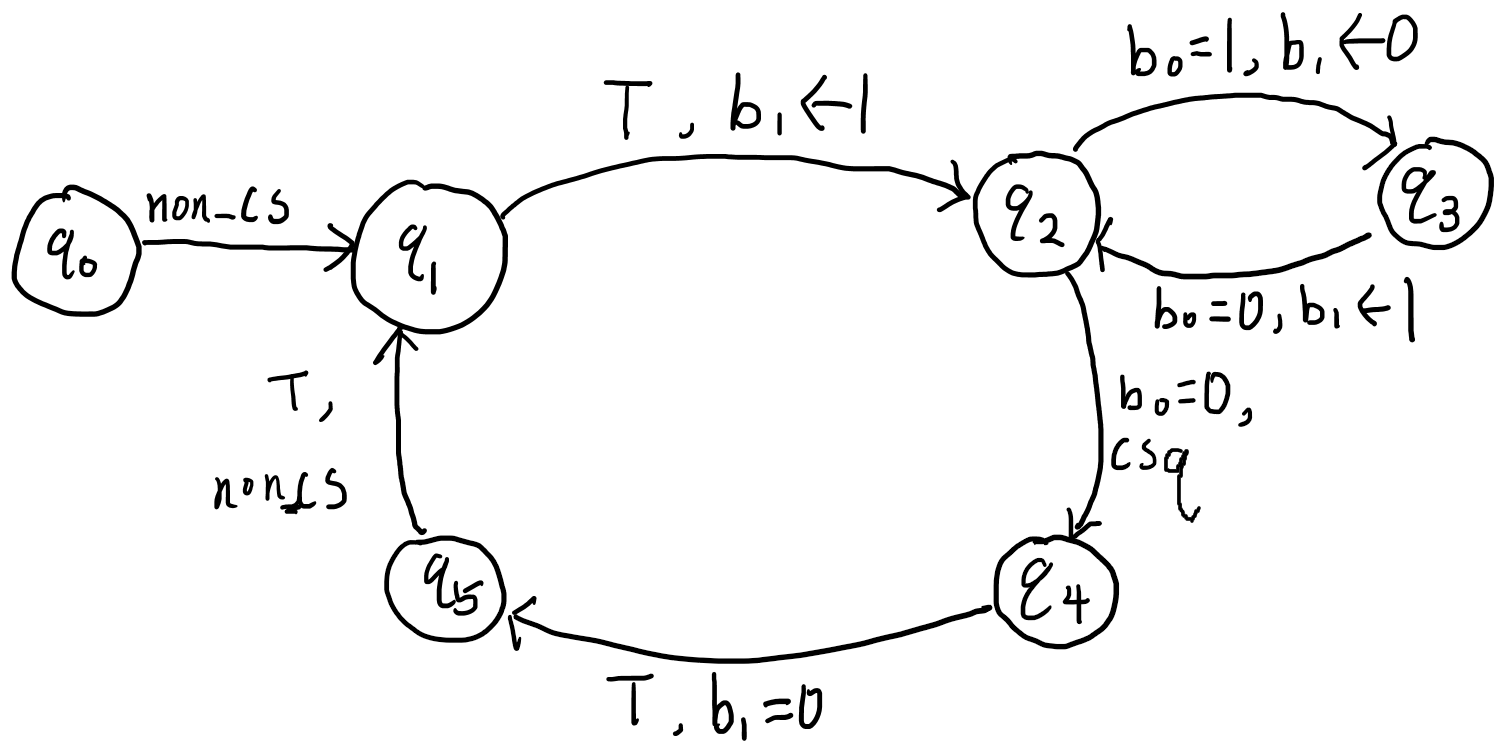 b₀=1, b₁←0
T, b₁←1
non_CS
q₀
q₁
q₂
q₃
b₀=0, b₁←1
T,
non_CS
b₀=0,
csq
q₅
q₄
T, b₁=0